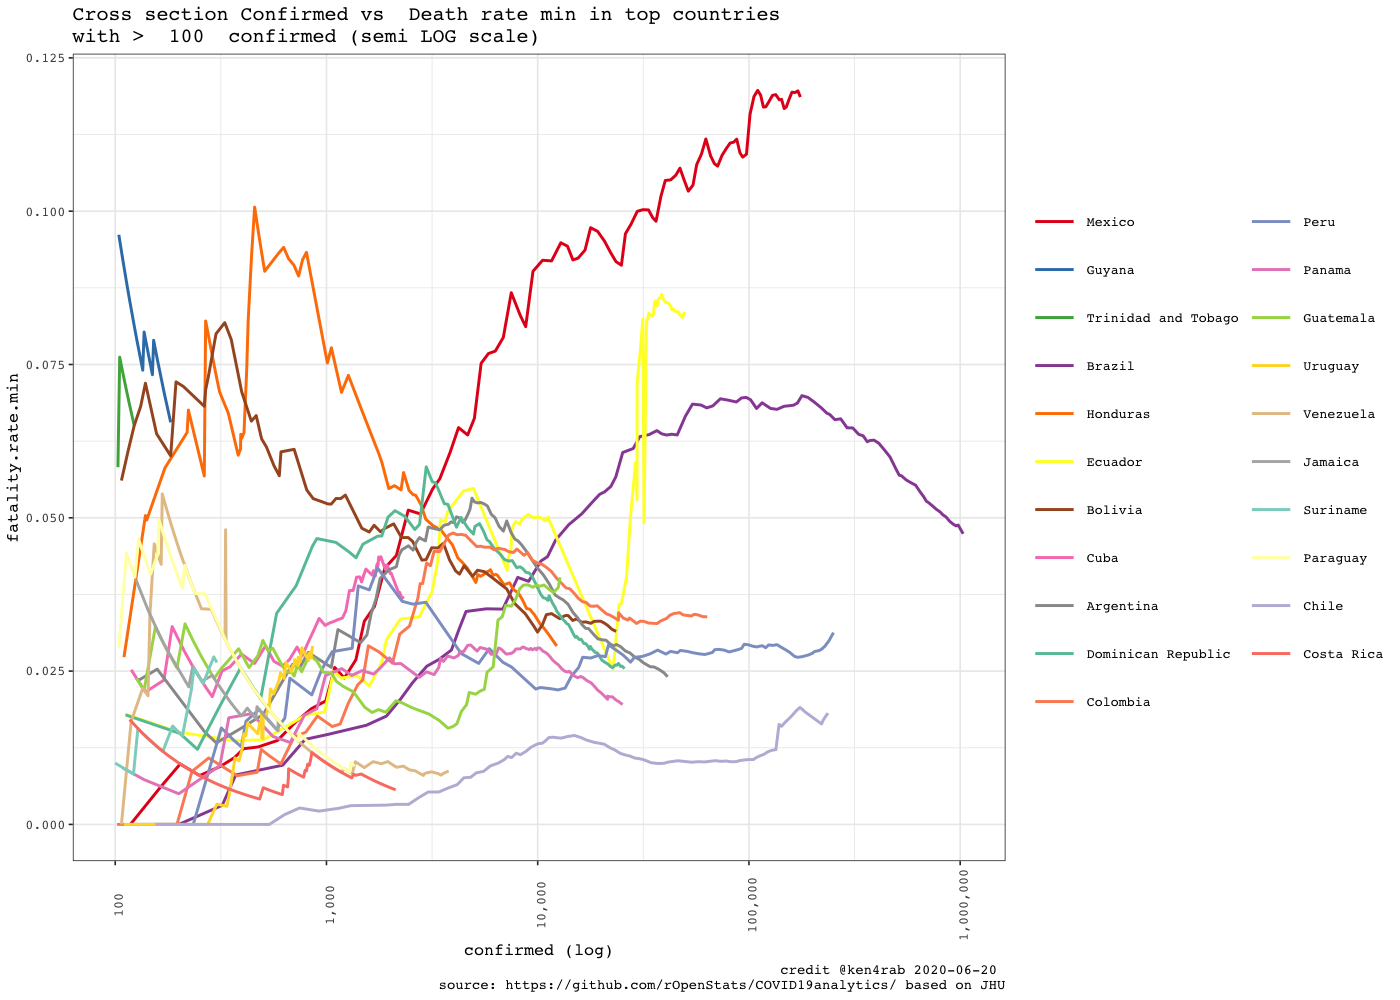 Cross section Confirmed vs  Death rate min in top countries
with >  100  confirmed (semi LOG scale)
0.125
0.100
0.075
0.050
0.025
0.000
fatality.rate.min
100
1,000
10,000
100,000
1,000,000
confirmed (log)
Mexico
Guyana
Trinidad and Tobago
Brazil
Honduras
Ecuador
Bolivia
Cuba
Argentina
Dominican Republic
Colombia
Peru
Panama
Guatemala
Uruguay
Venezuela
Jamaica
Suriname
Paraguay
Chile
Costa Rica
credit @ken4rab 2020-06-20
source: https://github.com/rOpenStats/COVID19analytics/ based on JHU